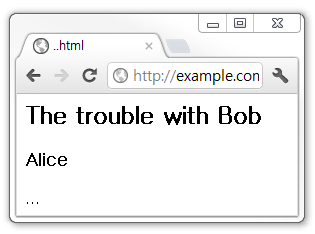 ..html
http://example.con
The trouble with Bob
Alice
...